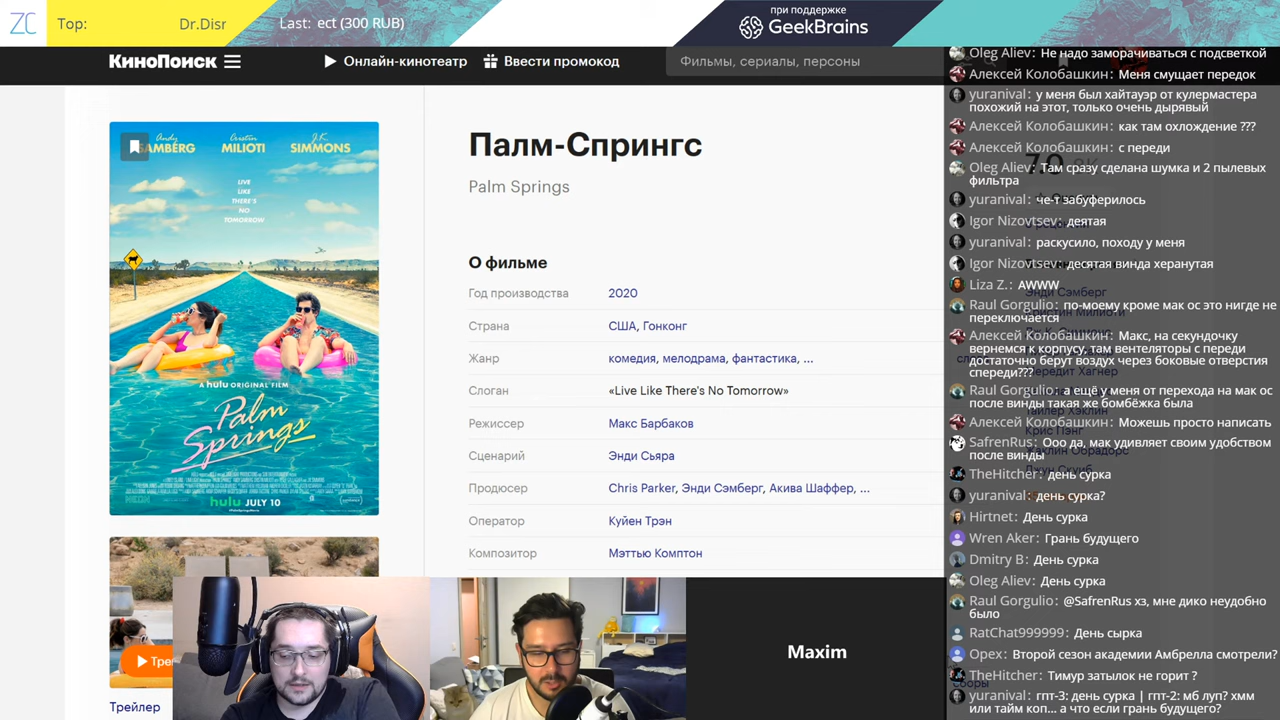 ZC
Top:
Dr.Disr
Last: ect (300 RUB)
при поддержке
GeekBrains
КиноПоиск
Онлайн-кинотеатр
Ввести промокод
Фильмы, сериалы, персоны
Andy
SAMBERG
Cristin
MILIOTI
J.K.
SIMMONS
LIVE
LIKE
THERE'S
NO
TOMORROW
A hulu ORIGINAL FILM
Palm
Springs
hulu JULY 10
Трейлер
Палм-Спрингс
Palm Springs
О фильме
Год производства 2020
Страна США, Гонконг
Жанр комедия, мелодрама, фантастика, ...
Слоган «Live Like There's No Tomorrow»
Режиссер Макс Барбаков
Сценарий Энди Сьяра
Продюсер Chris Parker, Энди Сэмберг, Акива Шаффер, ...
Оператор Куйен Трэн
Композитор Мэттью Комптон
Maxim
Oleg Aliev: Не надо заморачиваться с подсветкой
Алексей Колобашкин: Меня смущает передок
yuranival: у меня был хайтауэр от кулермастера
похожий на этот, только очень дырявый
Алексей Колобашкин: как там охлождение ???
Алексей Колобашкин: с переди
Oleg Aliev: Там сразу сделана шумка и 2 пылевых
фильтра
yuranival: че-т забуферилось
Igor Nizovtsev: деятая
yuranival: раскусило, походу у меня
Igor Nizovtsev: десятая винда херанутая
Liza Z.: AWWW
Raul Gorgulio: по-моему кроме мак ос это нигде не
переключается
Алексей Колобашкин: Макс, на секундочку
вернемся к корпусу, там вентеляторы с переди
достаточно берут воздух через боковые отверстия
спереди???
Raul Gorgulio: а ещё у меня от перехода на мак ос
после винды такая же бомбёжка была
Алексей Колобашкин: Можешь просто написать
SafrenRus: Ооо да, мак удивляет своим удобством
после винды
TheHitcher: день сурка
yuranival: день сурка?
Hirtnet: День сурка
Wren Aker: Грань будущего
Dmitry B: День сурка
Oleg Aliev: День сурка
Raul Gorgulio: @SafrenRus хз, мне дико неудобно
было
RatChat999999: День сырка
Орех: Второй сезон академии Амбрелла смотрели?
TheHitcher: Тимур затылок не горит ?
yuranival: гпт-3: день сурка | гпт-2: мб луп? хмм
или тайм коп... а что если грань будущего?